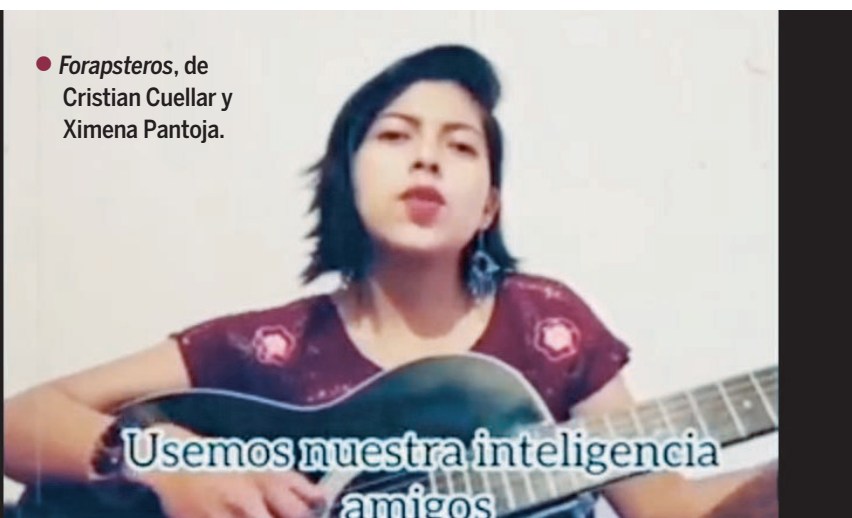 ● Forapsteros, de
Cristian Cuellar y
Ximena Pantoja.
Usemos nuestra inteligencia
amigos